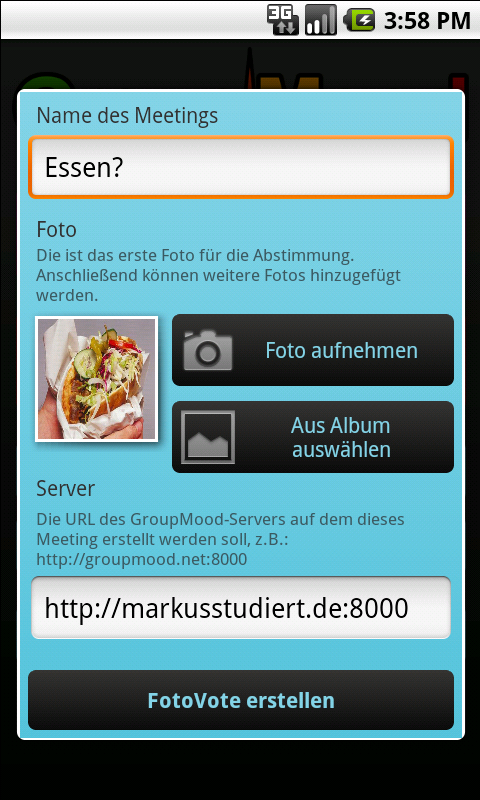 3G
3:58 PM
Name des Meetings
Essen?
Foto
Die ist das erste Foto für die Abstimmung.
Anschließend können weitere Fotos hinzugefügt
werden.
Foto aufnehmen
Aus Album
auswählen
Server
Die URL des GroupMood-Servers auf dem dieses
Meeting erstellt werden soll, z.B.:
http://groupmood.net:8000
http://markusstudiert.de:8000
FotoVote erstellen